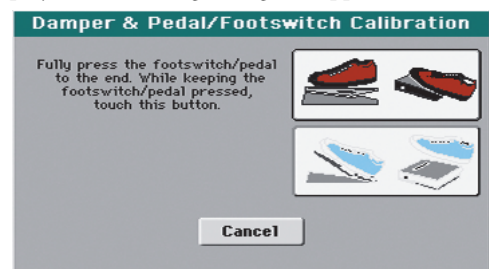 Damper & Pedal/Footswitch Calibration
Fully press the footswitch/pedal
to the end. While keeping the
footswitch/pedal pressed,
touch this button.
Cancel